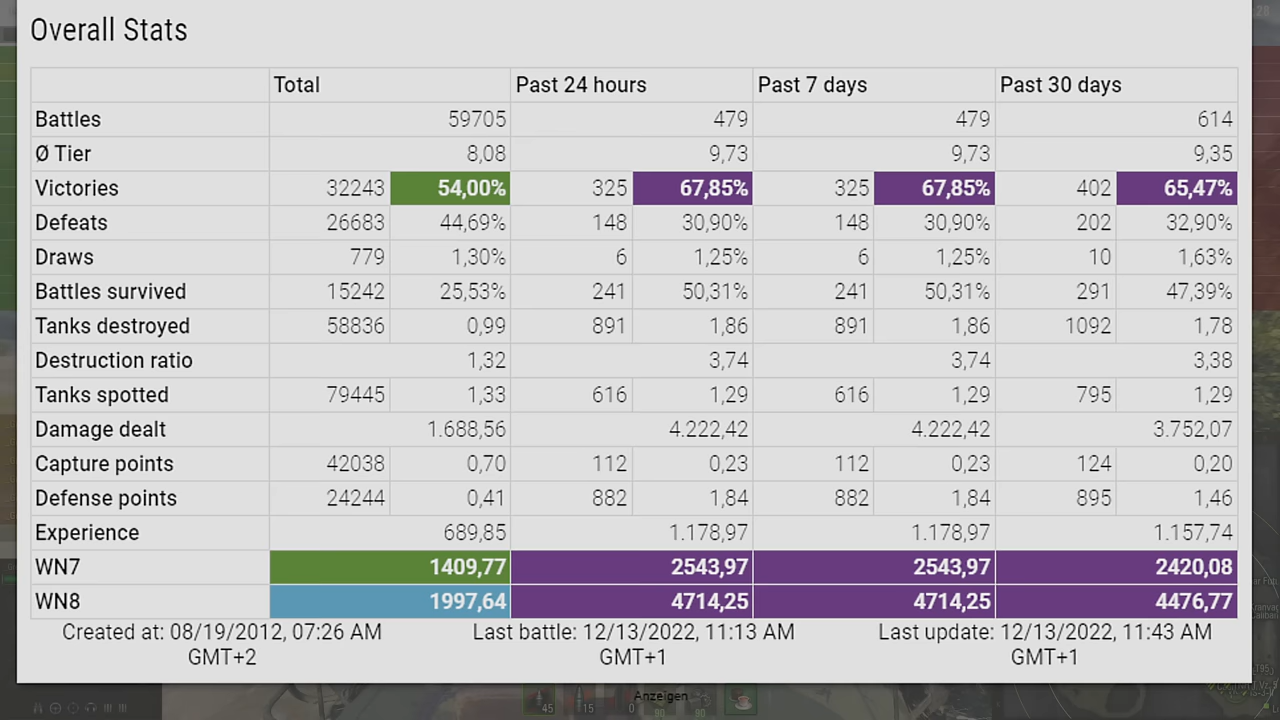 Overall Stats
Total Past 24 hours Past 7 days Past 30 days
Battles 59705 479 479 614
Ø Tier 8,08 9,73 9,73 9,35
Victories 32243 54,00% 325 67,85% 325 67,85% 402 65,47%
Defeats 26683 44,69% 148 30,90% 148 30,90% 202 32,90%
Draws 779 1,30% 6 1,25% 6 1,25% 10 1,63%
Battles survived 15242 25,53% 241 50,31% 241 50,31% 291 47,39%
Tanks destroyed 58836 0,99 891 1,86 891 1,86 1092 1,78
Destruction ratio 1,32 3,74 3,74 3,38
Tanks spotted 79445 1,33 616 1,29 616 1,29 795 1,29
Damage dealt 1.688,56 4.222,42 4.222,42 3.752,07
Capture points 42038 0,70 112 0,23 112 0,23 124 0,20
Defense points 24244 0,41 882 1,84 882 1,84 895 1,46
Experience 689,85 1.178,97 1.178,97 1.157,74
WN7 1409,77 2543,97 2543,97 2420,08
WN8 1997,64 4714,25 4714,25 4476,77
Created at: 08/19/2012, 07:26 AM Last battle: 12/13/2022, 11:13 AM Last update: 12/13/2022, 11:43 AM
GMT+2 GMT+1 GMT+1
Anzeigen
45 15 0
90 90